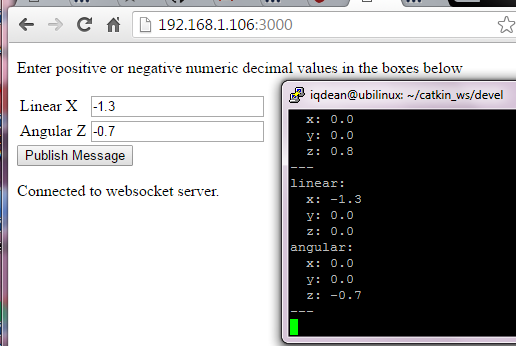 192.168.1.106:3000
Enter positive or negative numeric decimal values in the boxes below
Linear X -1.3
Angular Z -0.7
Publish Message
Connected to websocket server.
iqdean@ubilinux: ~/catkin_ws/devel
x: 0.0
y: 0.0
z: 0.8
---
linear:
x: -1.3
y: 0.0
z: 0.0
angular:
x: 0.0
y: 0.0
z: -0.7
---